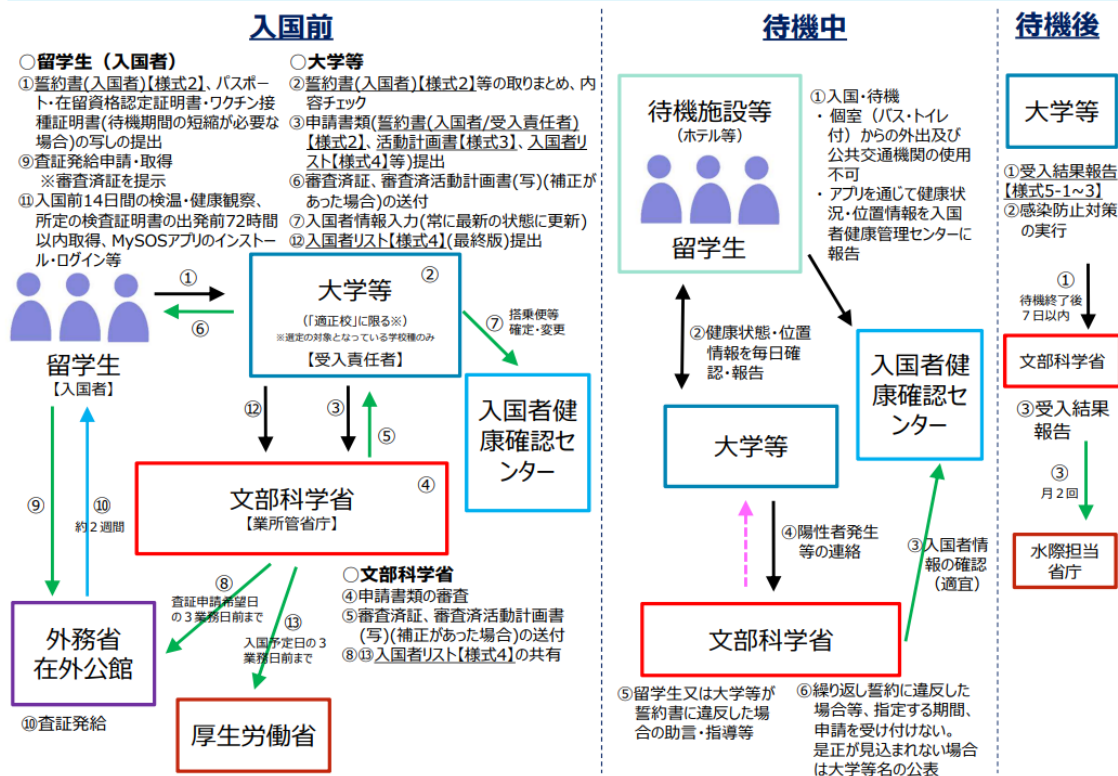 入国前
○留学生（入国者）
①誓約書(入国者)【様式2】、パスポー
ト・在留資格認定証明書・ワクチン接
種証明書(待機期間の短縮が必要な
場合)の写しの提出
⑨査証発給申請・取得
※審査済証を提示
⑪入国前14日間の検温・健康観察、
所定の検査証明書の出発前72時間
以内取得、MySOSアプリのインストー
ル・ログイン等
○大学等
②誓約書(入国者)【様式2】等の取りまとめ、内
容チェック
③申請書類(誓約書(入国者/受入責任者)
【様式2】、活動計画書【様式3】、入国者リ
スト【様式4】等)提出
⑥審査済証、審査済活動計画書(写)(補正が
あった場合)の送付
⑦入国者情報入力(常に最新の状態に更新)
⑫入国者リスト【様式4】(最終版)提出
①
⑥
留学生
【入国者】
②
大学等
(「適正校」に限る※)
※選定の対象となっている学校種のみ
【受入責任者】
⑦
搭乗便等
確定・変更
入国者健
康確認セ
ンター
⑫
③
⑤
④
文部科学省
【業所管省庁】
⑨
⑩
約２週間
⑧
査証申請希望日
の３業務日前まで
⑬
入国予定日の３
業務日前まで
○文部科学省
④申請書類の審査
⑤審査済証、審査済活動計画書
(写)(補正があった場合)の送付
⑧⑬入国者リスト【様式4】の共有
外務省
在外公館
⑩査証発給
厚生労働省
待機中
待機施設等
（ホテル等）
留学生
①入国・待機
・ 個室（バス・トイレ
付）からの外出及び
公共交通機関の使用
不可
・ アプリを通じて健康状
況・位置情報を入国
者健康管理センターに
報告
②健康状態・位置
情報を毎日確
認・報告
入国者健
康確認セ
ンター
大学等
④陽性者発生
等の連絡
③入国者情
報の確認
（適宜）
文部科学省
⑤留学生又は大学等が
誓約書に違反した場
合の助言・指導等
⑥繰り返し誓約に違反した
場合等、指定する期間、
申請を受け付けない。
是正が見込まれない場合
は大学等名の公表
待機後
大学等
①受入結果報告
【様式5-1~3】
②感染防止対策
の実行
①
待機終了後
７日以内
文部科学省
③受入結果
報告
③
月２回
水際担当
省庁